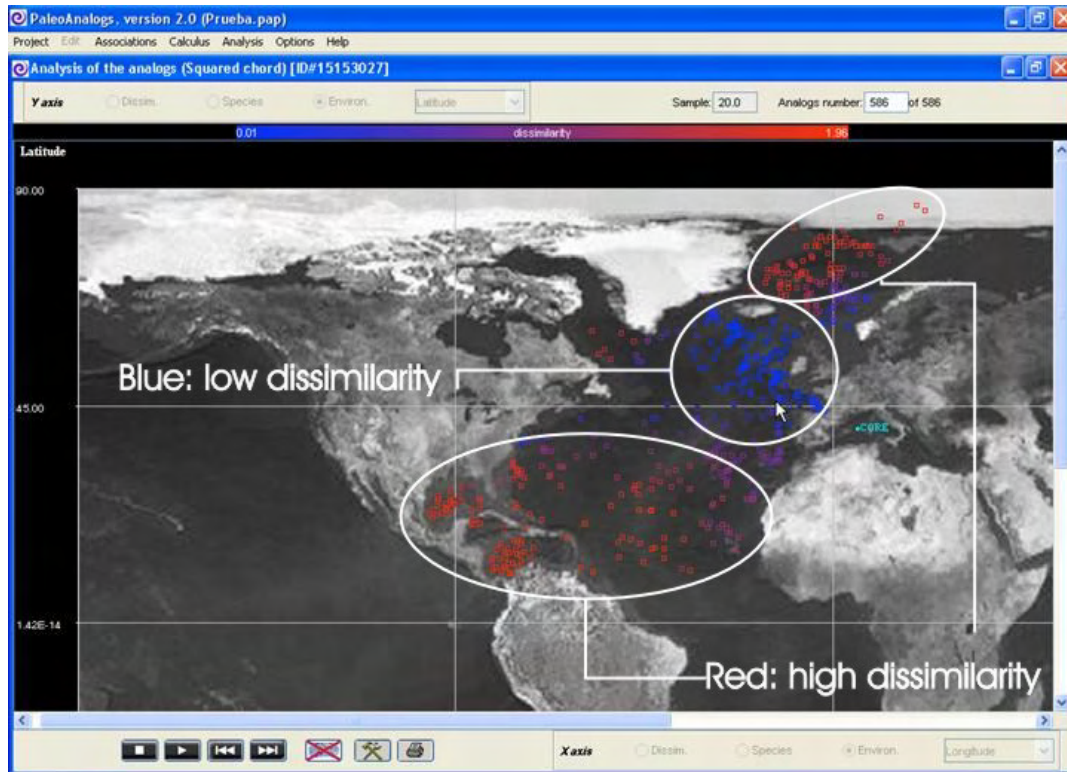 PaleoAnalogs, version 2.0 (Prueba.pap)
Project Edit Associations Calculus Analysis Options Help
Analysis of the analogs (Squared chord) [ID#15153027]
Y axis Dissim. Species Environ. Latitude Sample: 20.0 Analogs number: 586 of 586
0.01 dissimilarity 1.96
Latitude
90.00
Blue: low dissimilarity
45.00
CORE
1.42E-14
Red: high dissimilarity
X axis Dissim. Species Environ. Longitude